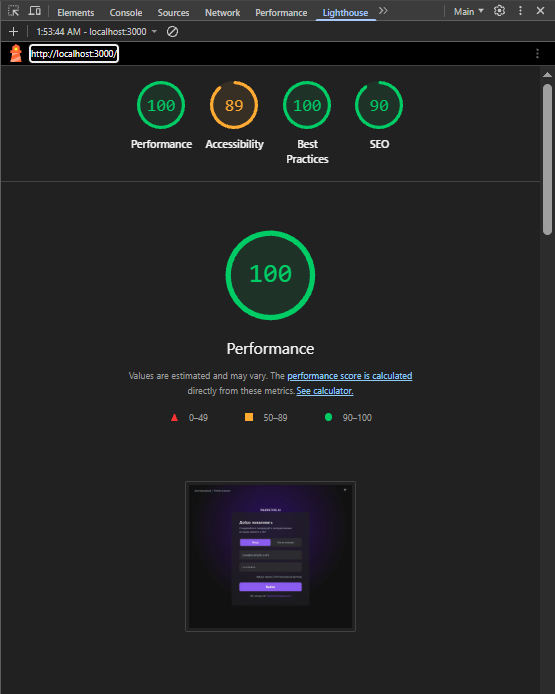 Elements Console Sources Network Performance Lighthouse Main
1:53:44 AM - localhost:3000
http://localhost:3000/
100 89 100 90
Performance Accessibility Best Practices SEO
100
Performance
Values are estimated and may vary. The performance score is calculated
directly from these metrics. See calculator.
0–49 50–89 90–100